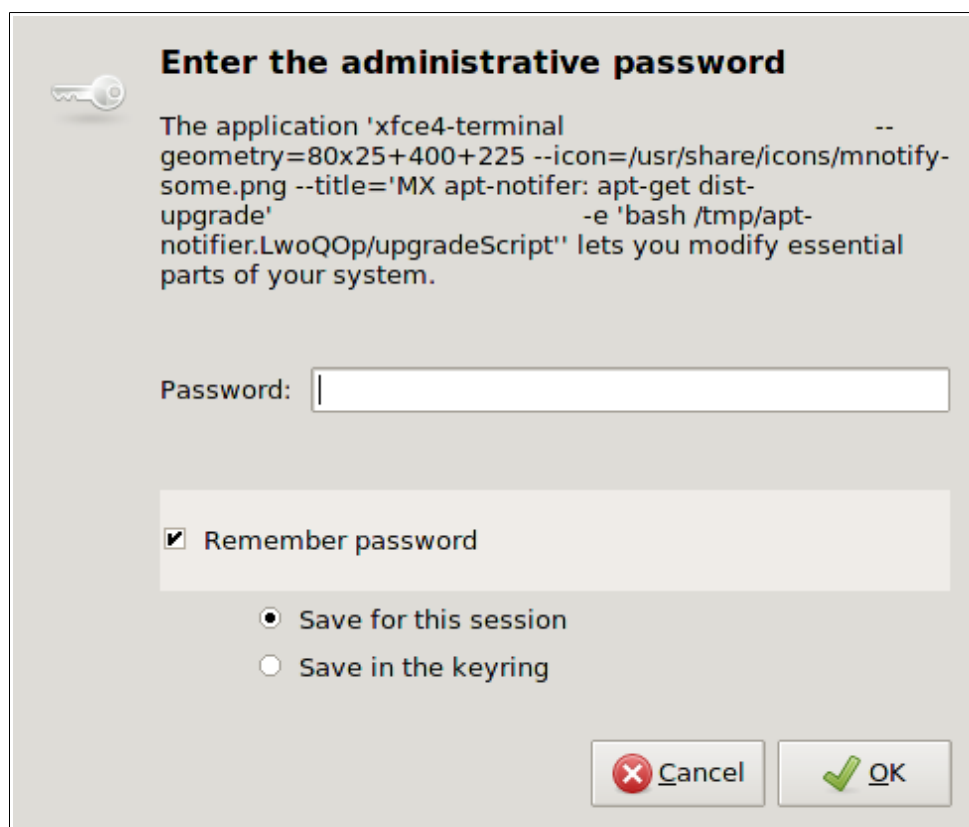 Enter the administrative password
The application 'xfce4-terminal --
geometry=80x25+400+225 --icon=/usr/share/icons/mnotify-
some.png --title='MX apt-notifer: apt-get dist-
upgrade' -e 'bash /tmp/apt-
notifier.LwoQOp/upgradeScript'' lets you modify essential
parts of your system.
Password:
Remember password
Save for this session
Save in the keyring
Cancel OK